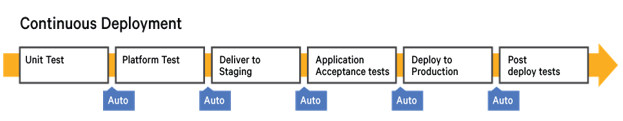 Continuous Deployment
Unit Test
Platform Test
Deliver to
Staging
Application
Acceptance tests
Deploy to
Production
Post
deploy tests
Auto
Auto
Auto
Auto
Auto